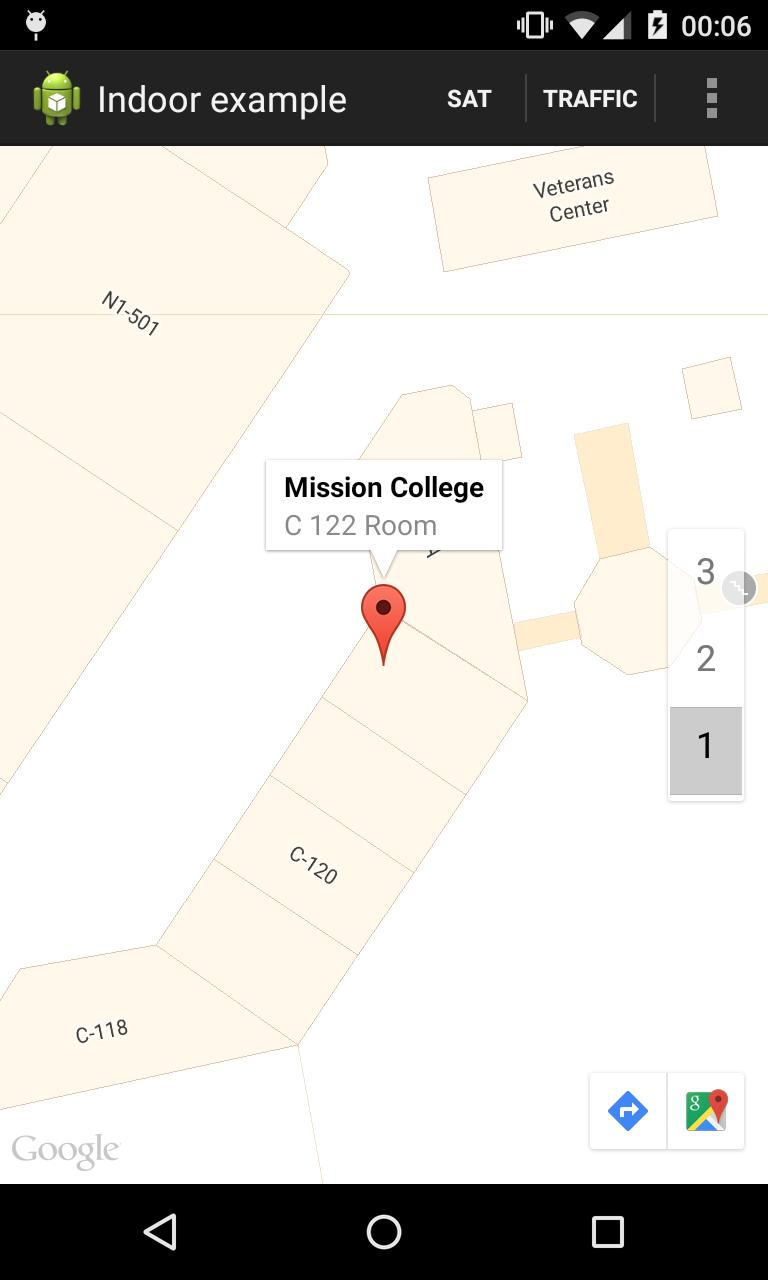 00:06
Indoor example
SAT
TRAFFIC
Veterans
Center
N1-501
Mission College
C 122 Room
3
2
1
C-120
C-118
Google